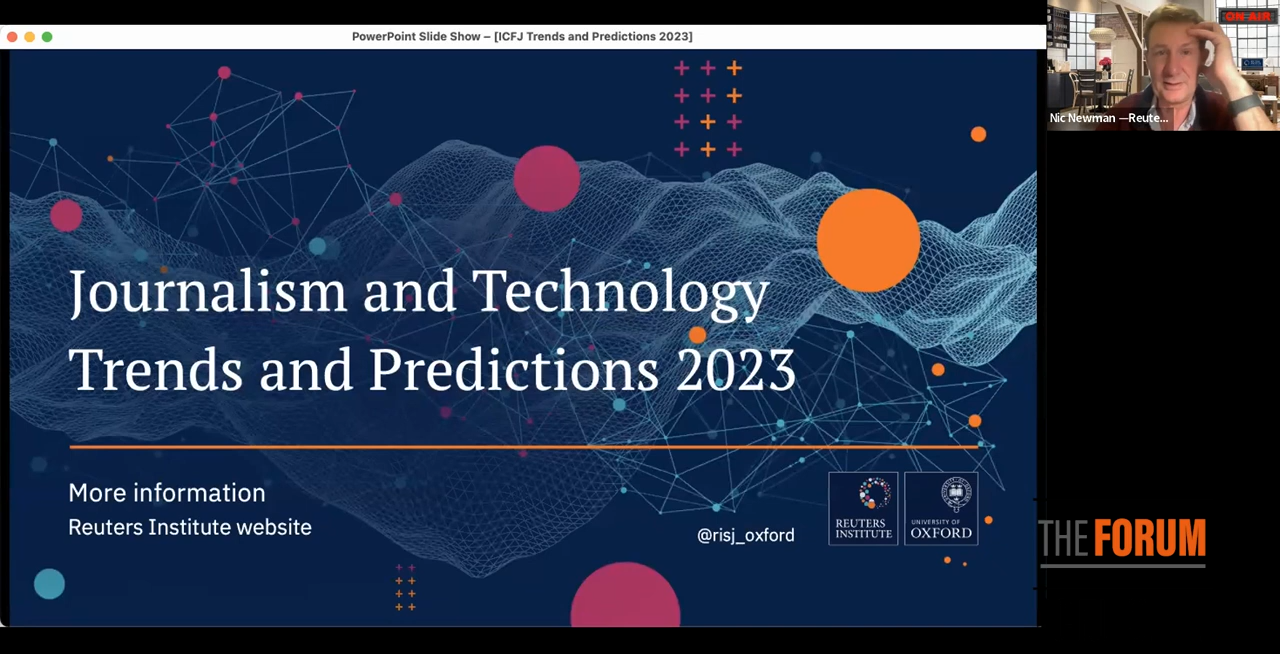 PowerPoint Slide Show – [ICFJ Trends and Predictions 2023]
ON AIR!
Nic Newman —Reute...
Journalism and Technology
Trends and Predictions 2023
More information
Reuters Institute website
@risj_oxford
REUTERS
INSTITUTE
UNIVERSITY OF
OXFORD
THE FORUM